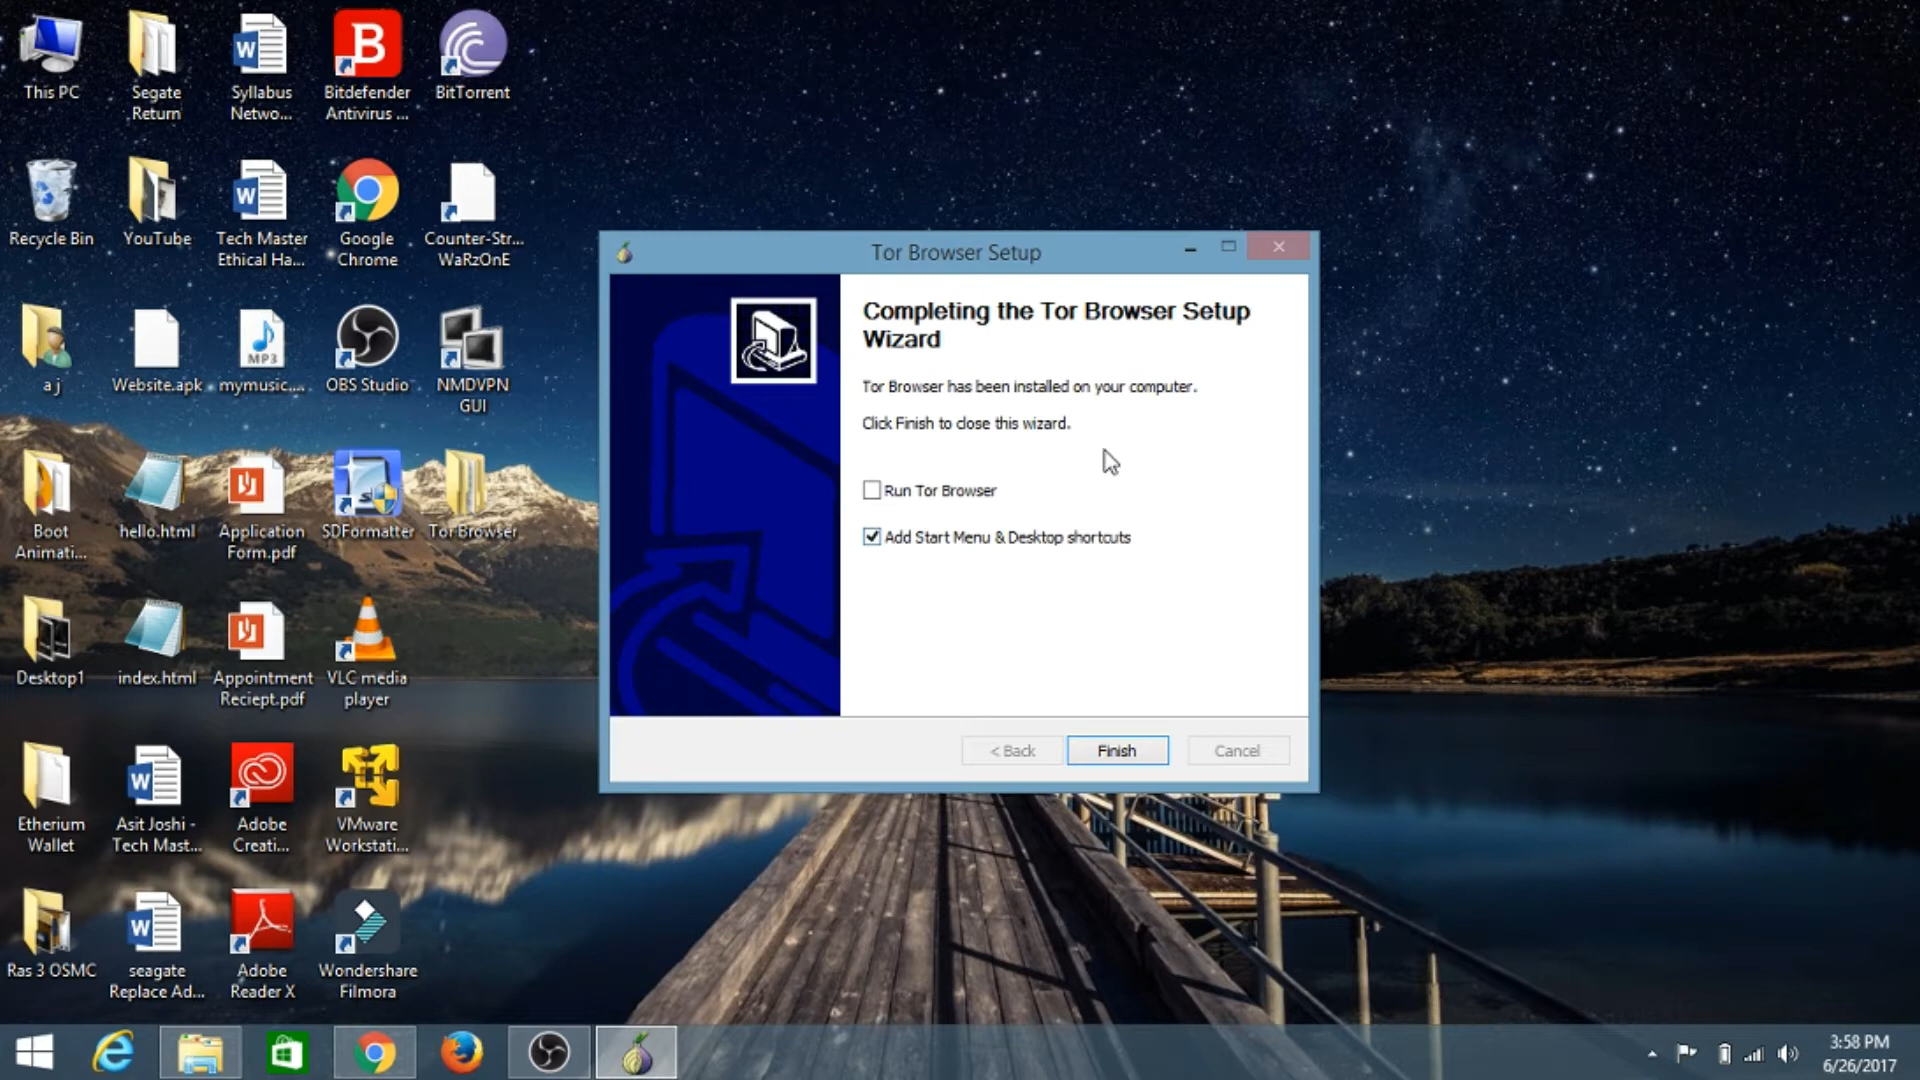 This PC
Segate
Return
Syllabus
Netwo...
Bitdefender
Antivirus ...
BitTorrent
Recycle Bin
YouTube
Tech Master
Ethical Ha...
Google
Chrome
Counter-Str...
WaRzOnE
a j
Website.apk
MP3
mymusic....
OBS Studio
NMDVPN
GUI
Boot
Animati...
hello.html
Application
Form.pdf
SDFormatter
Tor Browser
Desktop1
index.html
Appointment
Reciept.pdf
VLC media
player
Etherium
Wallet
Asit Joshi -
Tech Mast...
Adobe
Creati...
VMware
Workstati...
Ras 3 OSMC
seagate
Replace Ad...
Adobe
Reader X
Wondershare
Filmora
Tor Browser Setup
Completing the Tor Browser Setup
Wizard
Tor Browser has been installed on your computer.
Click Finish to close this wizard.
Run Tor Browser
Add Start Menu & Desktop shortcuts
< Back
Finish
Cancel
3:58 PM
6/26/2017